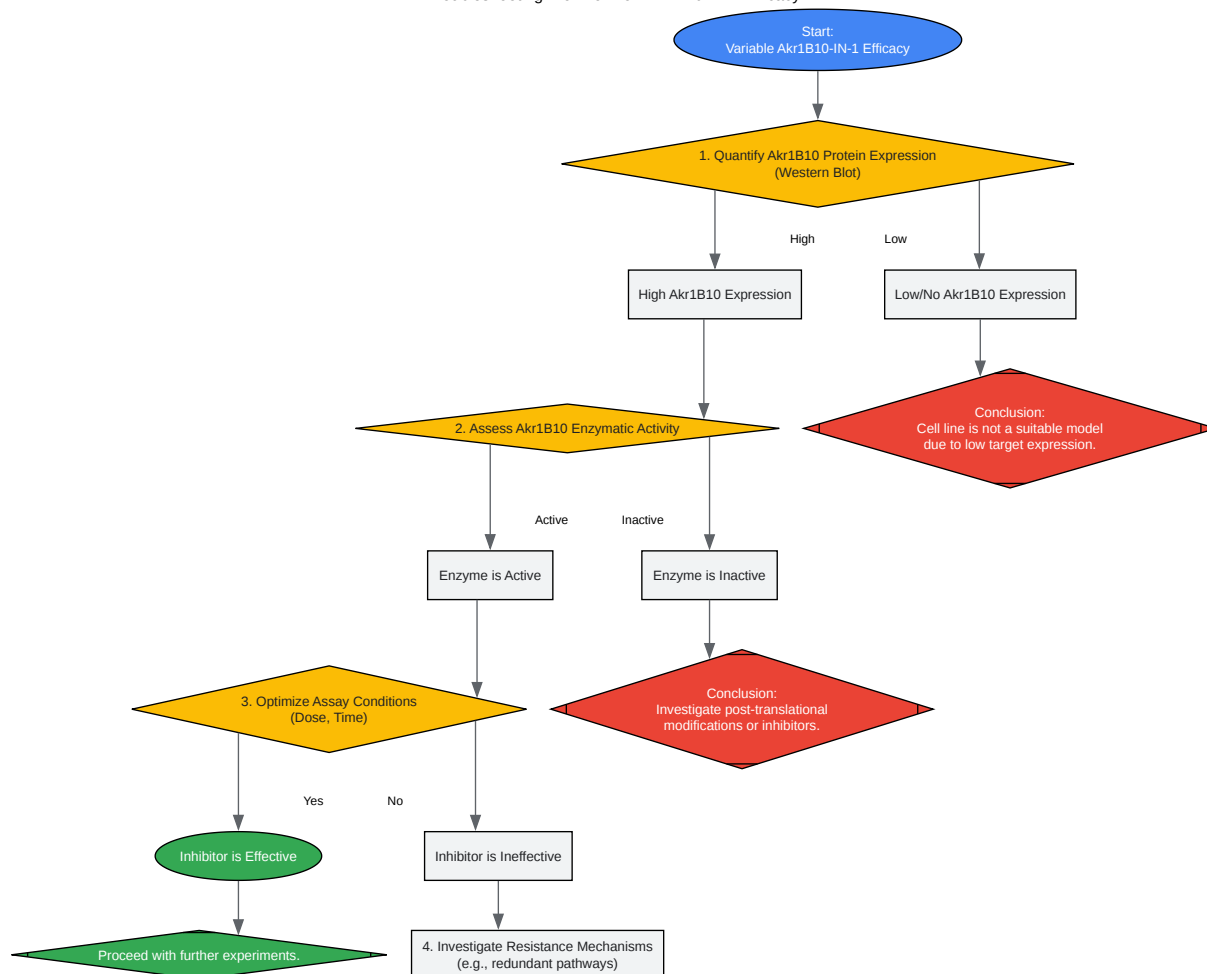 Start:
Variable Akr1B10-IN-1 Efficacy
1. Quantify Akr1B10 Protein Expression
(Western Blot)
High
Low
High Akr1B10 Expression
Low/No Akr1B10 Expression
Conclusion:
Cell line is not a suitable model
due to low target expression.
2. Assess Akr1B10 Enzymatic Activity
Active
Inactive
Enzyme is Active
Enzyme is Inactive
Conclusion:
Investigate post-translational
modifications or inhibitors.
3. Optimize Assay Conditions
(Dose, Time)
Yes
No
Inhibitor is Effective
Inhibitor is Ineffective
Proceed with further experiments.
4. Investigate Resistance Mechanisms
(e.g., redundant pathways)